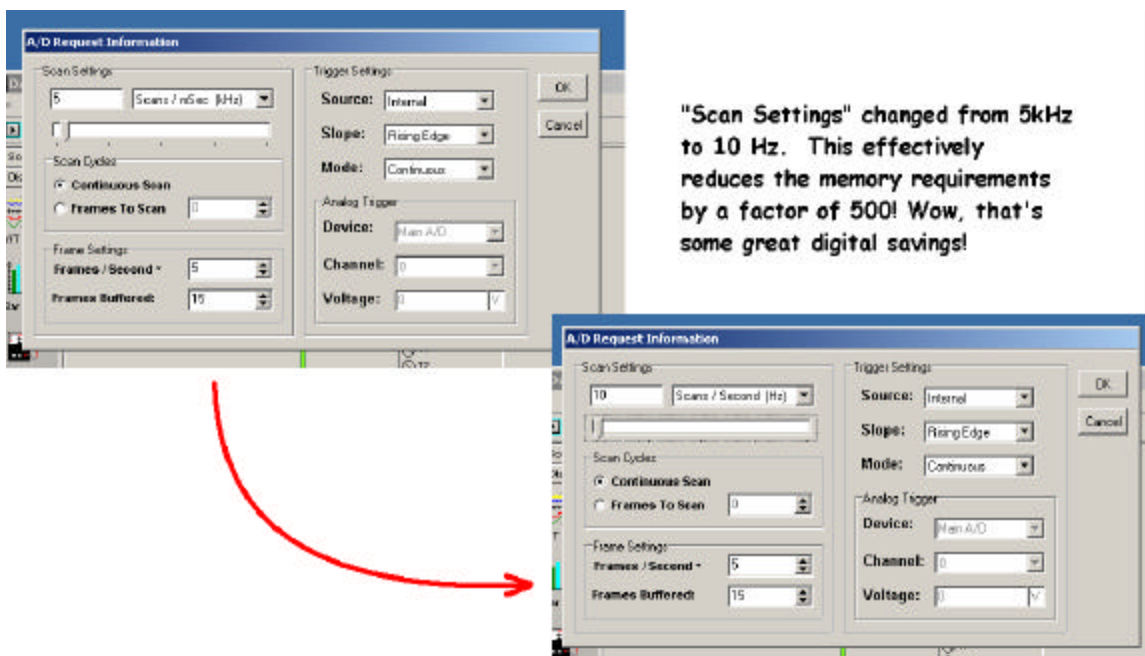 A/D Request Information
Scan Settings
5 Scans / mSec (kHz)
Scan Cycles
Continuous Scan
Frames To Scan 0
Frame Settings
Frames / Second ~ 5
Frames Buffered: 15
Trigger Settings
Source: Internal
Slope: Rising Edge
Mode: Continuous
Analog Trigger
Device: Main A/D
Channel: 0
Voltage: 0 V
OK
Cancel
"Scan Settings" changed from 5kHz
to 10 Hz. This effectively
reduces the memory requirements
by a factor of 500! Wow, that's
some great digital savings!
A/D Request Information
Scan Settings
10 Scans / Second (Hz)
Scan Cycles
Continuous Scan
Frames To Scan 0
Frame Settings
Frames / Second ~ 5
Frames Buffered: 15
Trigger Settings
Source: Internal
Slope: Rising Edge
Mode: Continuous
Analog Trigger
Device: Main A/D
Channel: 0
Voltage: 0 V
OK
Cancel